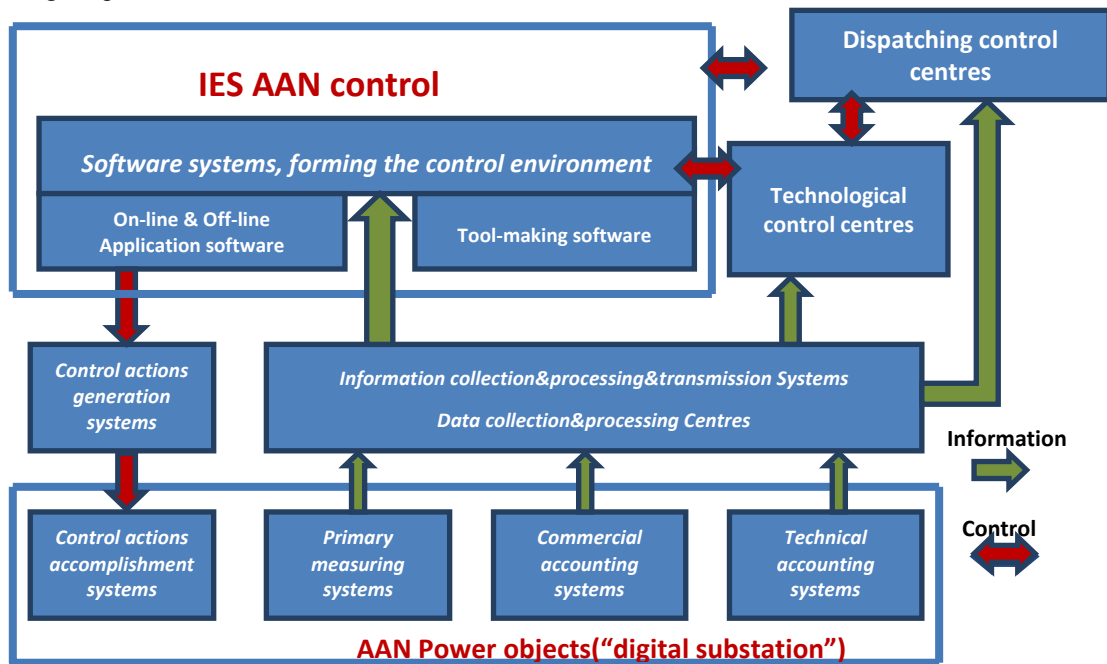 Dispatching control
centres
IES AAN control
Software systems, forming the control environment
On-line & Off-line
Application software
Tool-making software
Technological
control centres
Control actions
generation
systems
Information collection&processing&transmission Systems
Data collection&processing Centres
Information
Control
Control actions
accomplishment
systems
Primary
measuring
systems
Commercial
accounting
systems
Technical
accounting
systems
AAN Power objects(“digital substation”)